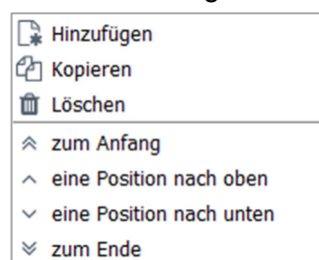 Hinzufügen
Kopieren
Löschen
zum Anfang
eine Position nach oben
eine Position nach unten
zum Ende